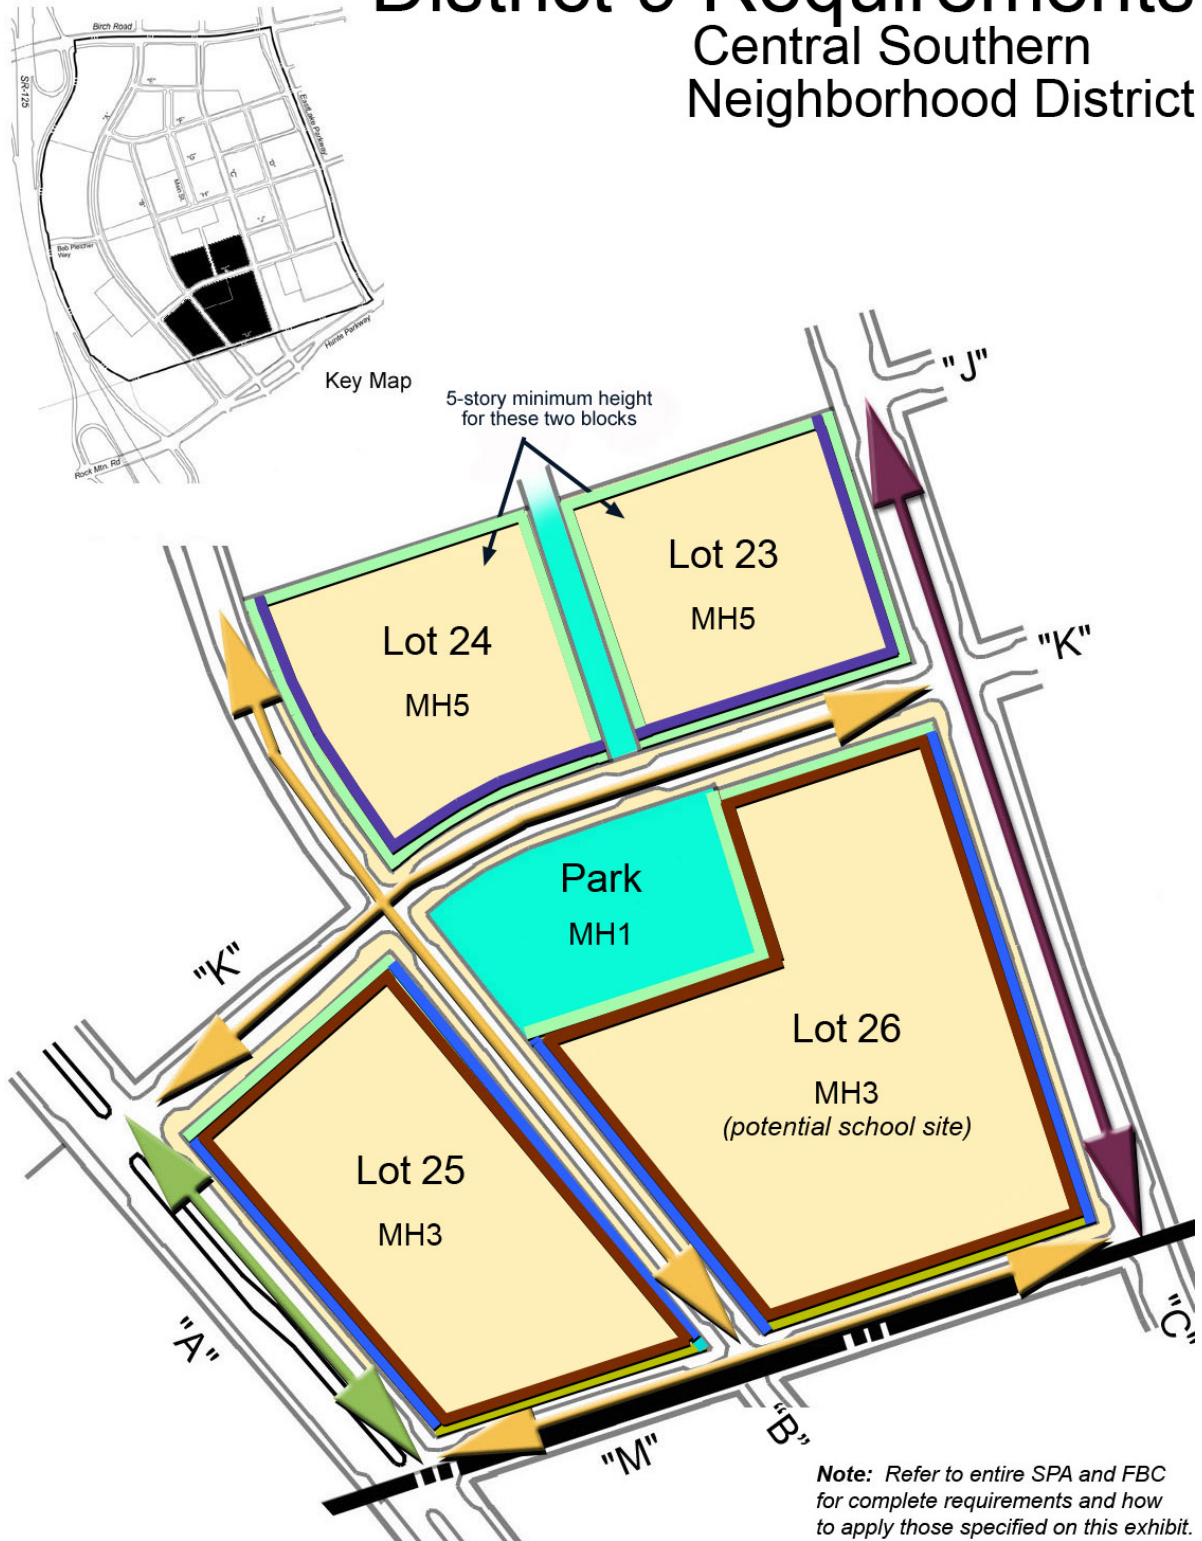 Central Southern
Neighborhood District
Birch Road
SR-125
EastLake Parkway
"A"
"F"
"G"
"D"
"C"
Main St.
"H"
"B"
"J"
Bob Pletcher
Way
Hunte Parkway
Rock Mtn. Rd
Key Map
5-story minimum height
for these two blocks
"J"
Lot 23
MH5
Lot 24
MH5
"K"
Park
MH1
"K"
Lot 26
MH3
(potential school site)
Lot 25
MH3
"A"
"C"
"B"
"M"
Note: Refer to entire SPA and FBC
for complete requirements and how
to apply those specified on this exhibit.